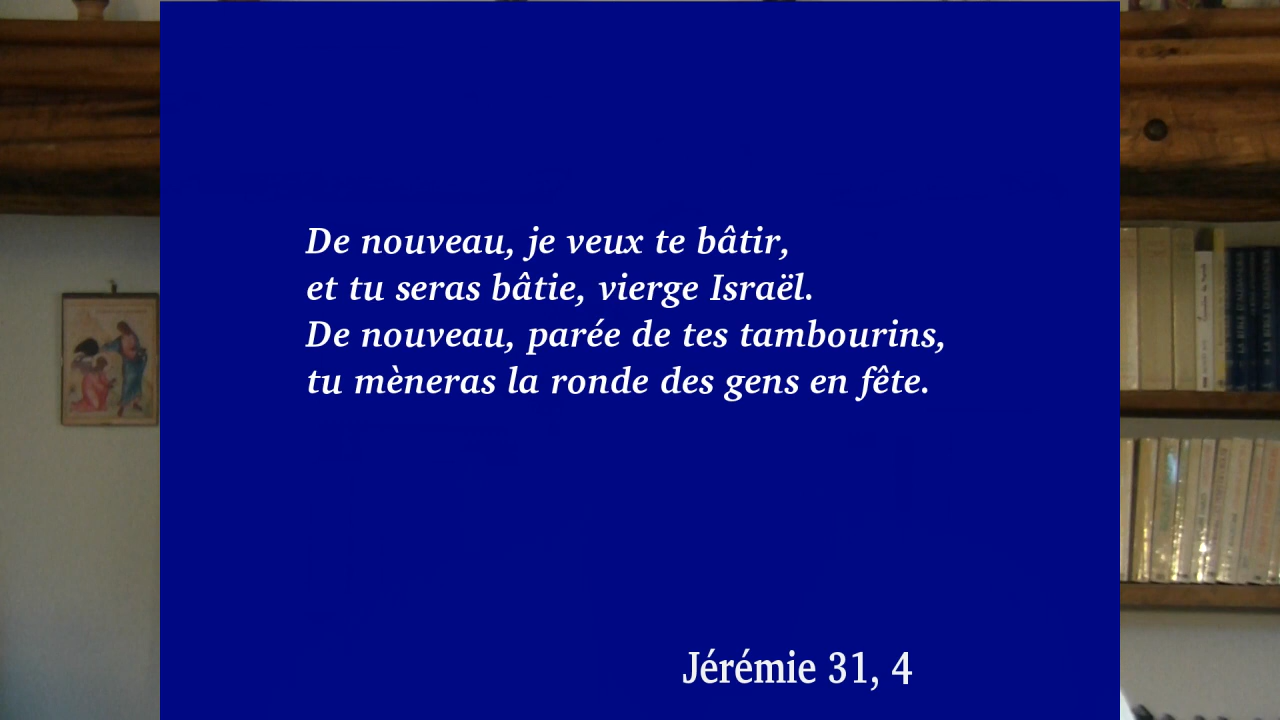 De nouveau, je veux te bâtir,
et tu seras bâtie, vierge Israël.
De nouveau, parée de tes tambourins,
tu mèneras la ronde des gens en fête.
Jérémie 31, 4